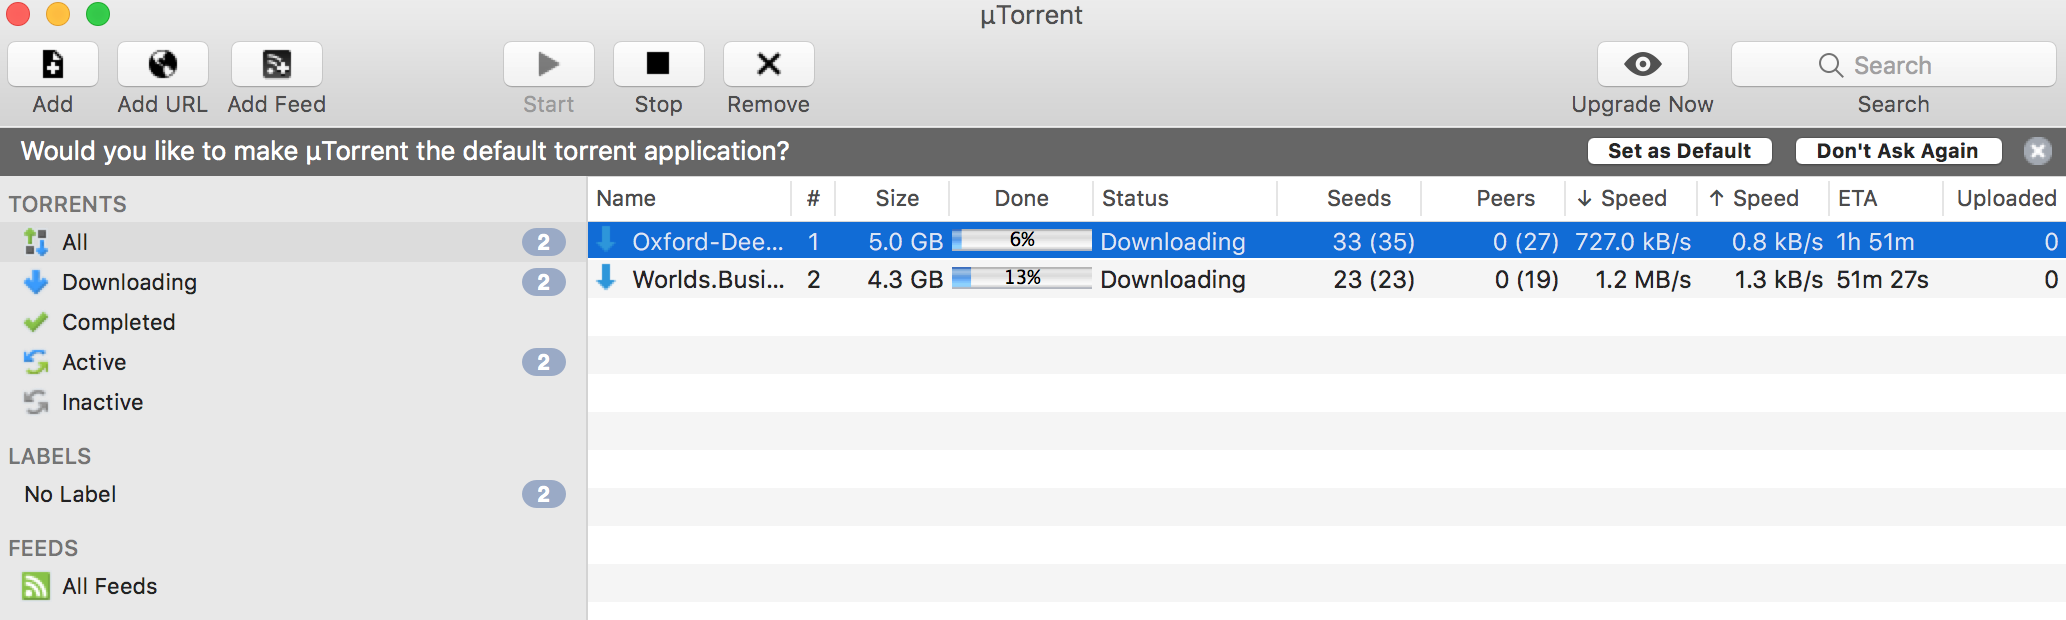 µTorrent
Add Add URL Add Feed Start Stop Remove Upgrade Now Search
Search
Would you like to make µTorrent the default torrent application? Set as Default Don't Ask Again
TORRENTS
All 2
Downloading 2
Completed
Active 2
Inactive
LABELS
No Label 2
FEEDS
All Feeds
Name # Size Done Status Seeds Peers ↓ Speed ↑ Speed ETA Uploaded
Oxford-Dee... 1 5.0 GB 6% Downloading 33 (35) 0 (27) 727.0 kB/s 0.8 kB/s 1h 51m 0
Worlds.Busi... 2 4.3 GB 13% Downloading 23 (23) 0 (19) 1.2 MB/s 1.3 kB/s 51m 27s 0